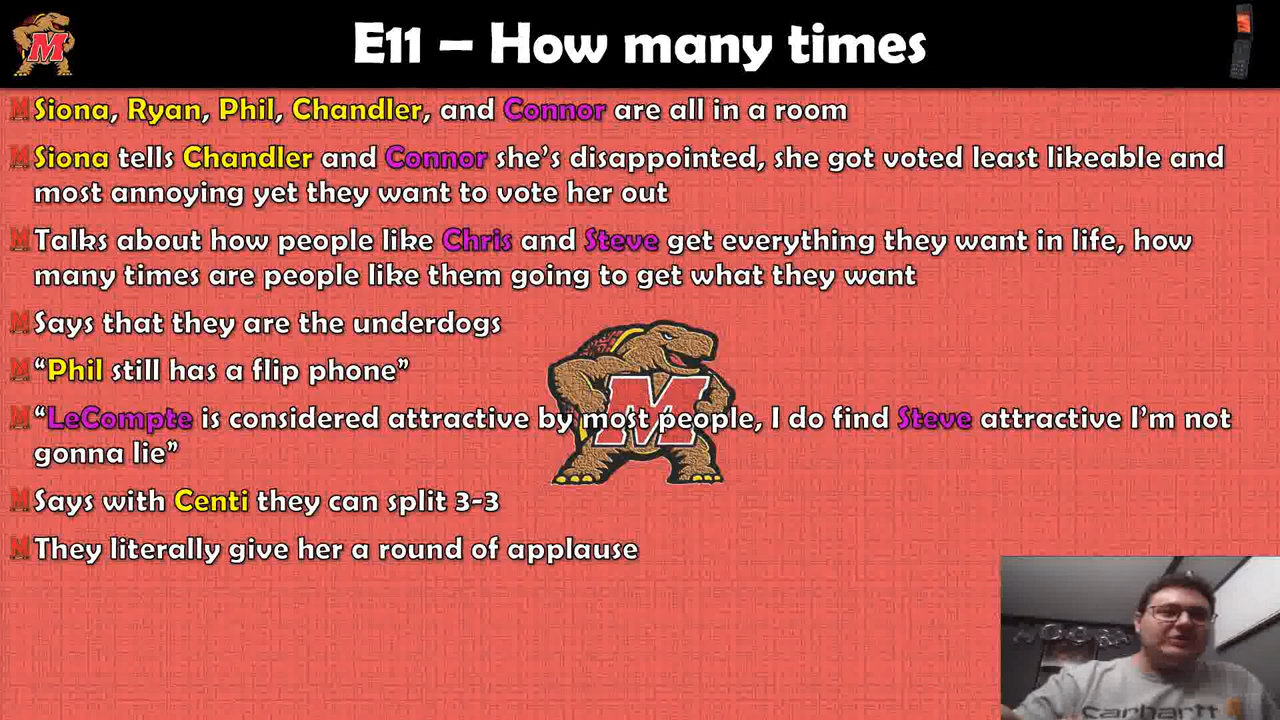 E11 – How many times
Siona, Ryan, Phil, Chandler, and Connor are all in a room
Siona tells Chandler and Connor she's disappointed, she got voted least likeable and
most annoying yet they want to vote her out
Talks about how people like Chris and Steve get everything they want in life, how
many times are people like them going to get what they want
Says that they are the underdogs
“Phil still has a flip phone”
“LeCompte is considered attractive by most people, I do find Steve attractive I'm not
gonna lie”
Says with Centi they can split 3-3
They literally give her a round of applause
M
M
carhartt